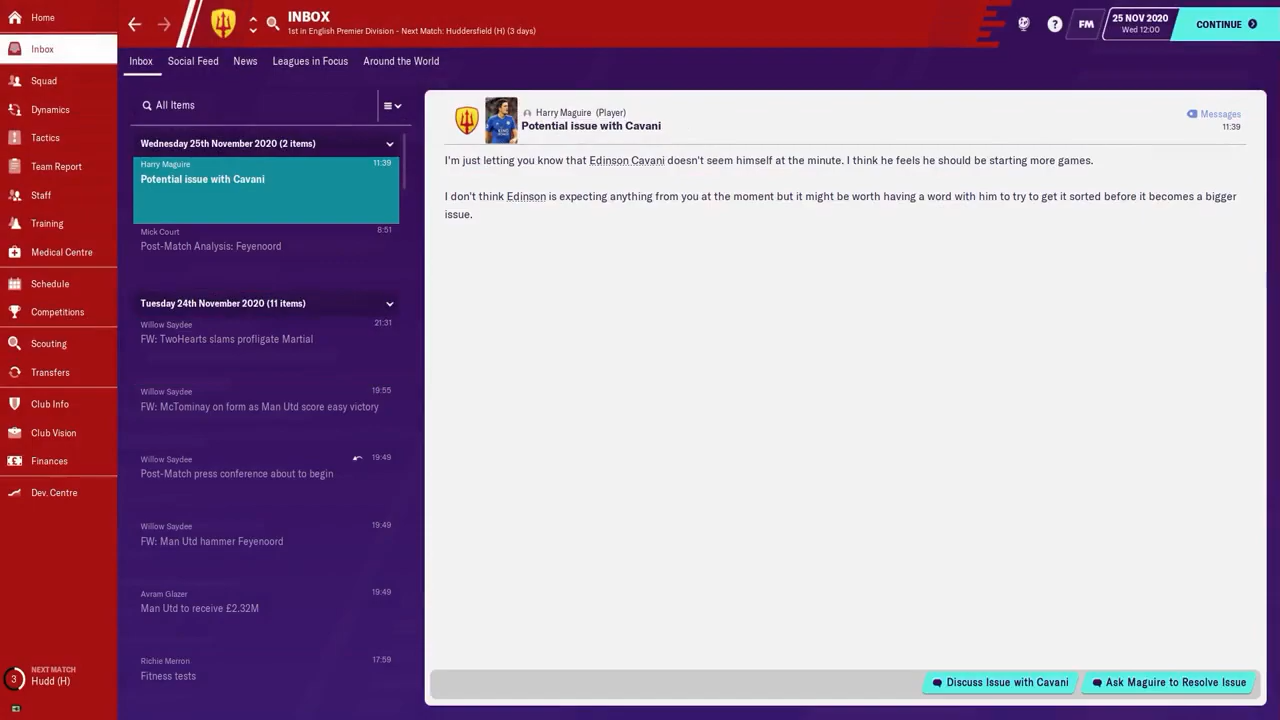 Home
Inbox
Squad
Dynamics
Tactics
Team Report
Staff
Training
Medical Centre
Schedule
Competitions
Scouting
Transfers
Club Info
Club Vision
Finances
Dev. Centre
3
NEXT MATCH
Hudd (H)
INBOX
1st in English Premier Division - Next Match: Huddersfield (H) (3 days)
?
FM
25 NOV 2020
Wed 12:00
CONTINUE
Inbox
Social Feed
News
Leagues in Focus
Around the World
All Items
Wednesday 25th November 2020 (2 items)
Harry Maguire
11:39
Potential issue with Cavani
Mick Court
8:51
Post-Match Analysis: Feyenoord
Tuesday 24th November 2020 (11 items)
Willow Saydee
21:31
FW: TwoHearts slams profligate Martial
Willow Saydee
19:55
FW: McTominay on form as Man Utd score easy victory
Willow Saydee
19:49
Post-Match press conference about to begin
Willow Saydee
19:49
FW: Man Utd hammer Feyenoord
Avram Glazer
19:49
Man Utd to receive £2.32M
Richie Merron
17:59
Fitness tests
Harry Maguire (Player)
Potential issue with Cavani
Messages
11:39
I'm just letting you know that Edinson Cavani doesn't seem himself at the minute. I think he feels he should be starting more games.
I don't think Edinson is expecting anything from you at the moment but it might be worth having a word with him to try to get it sorted before it becomes a bigger
issue.
Discuss Issue with Cavani
Ask Maguire to Resolve Issue